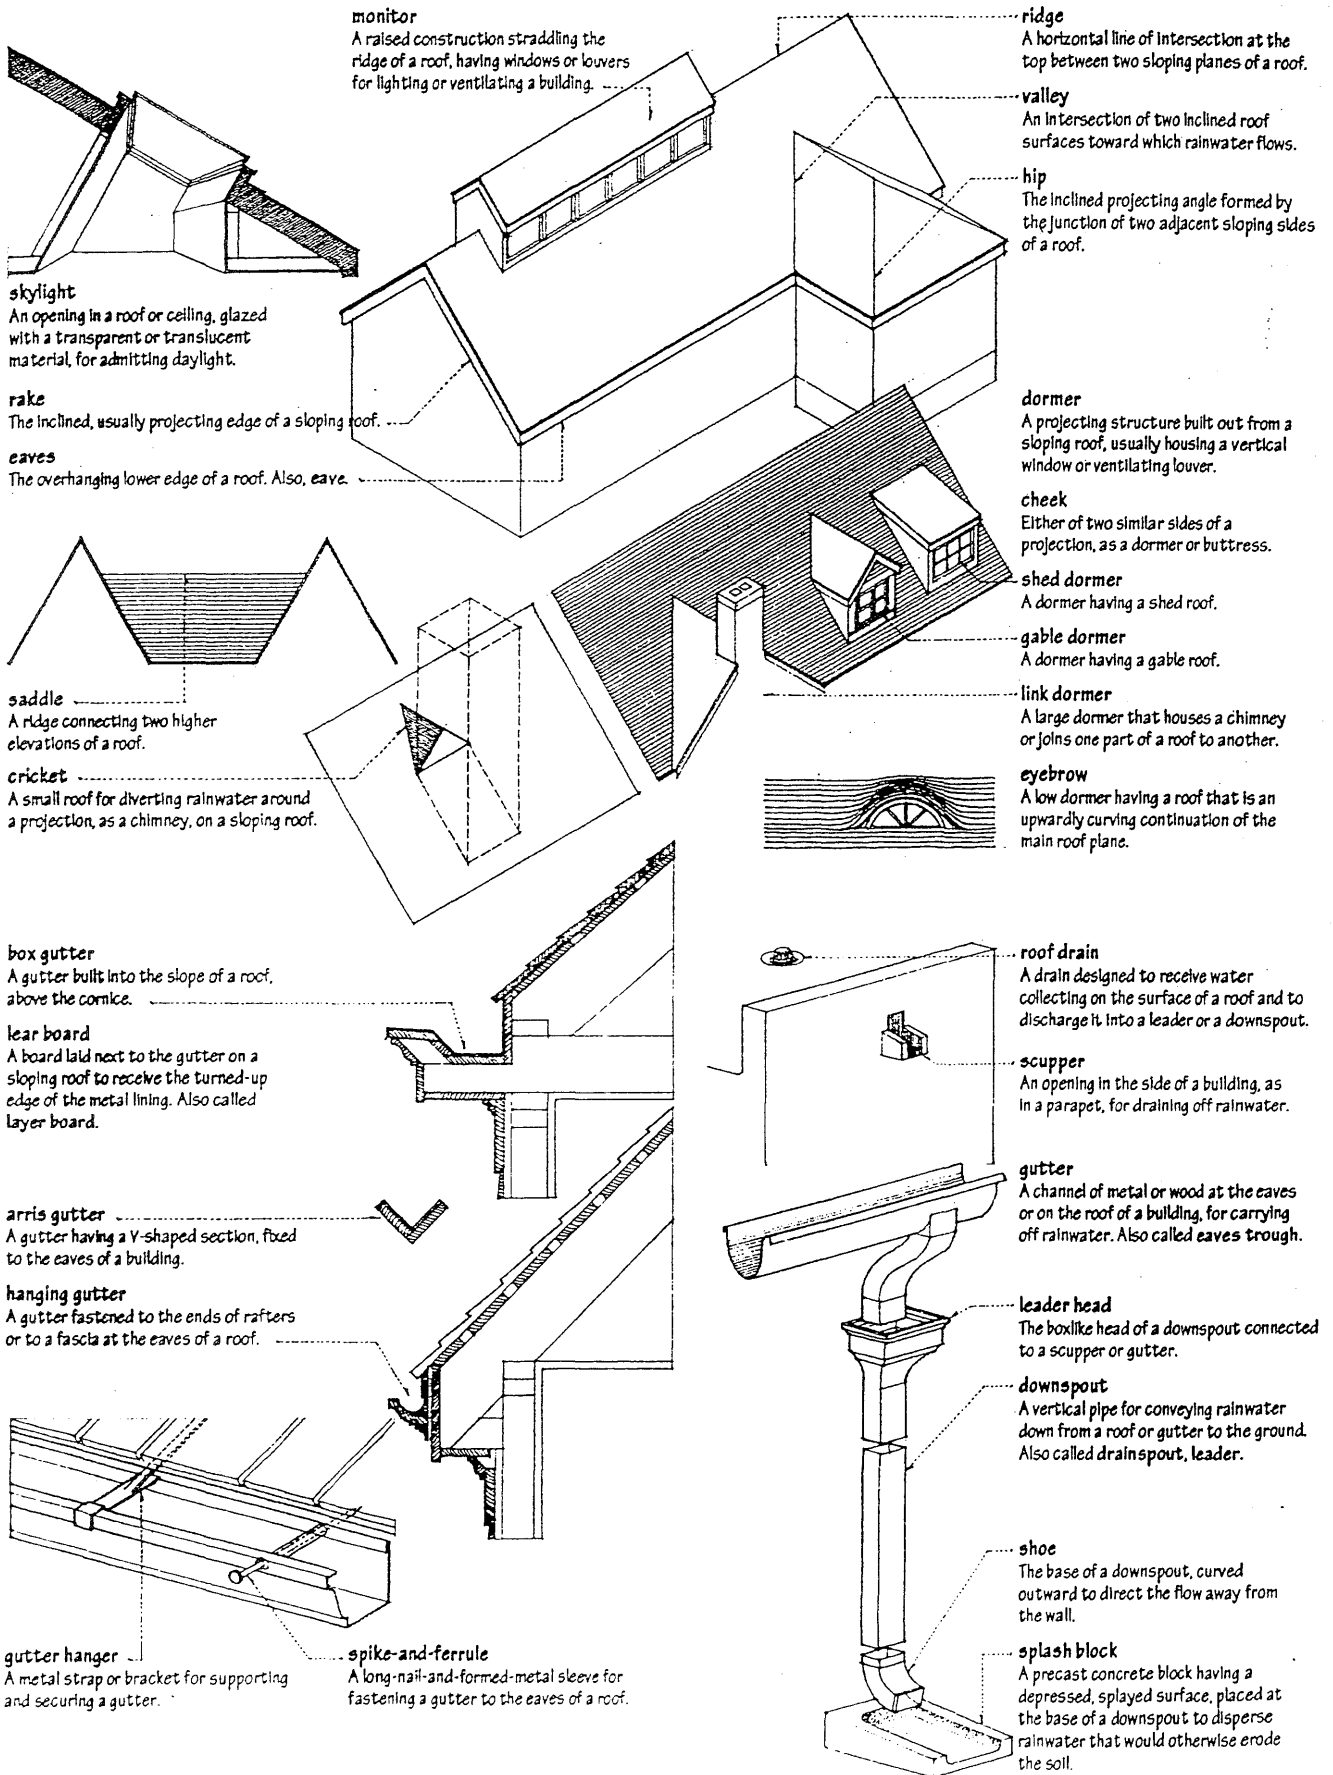 monitor
A raised construction straddling the
ridge of a roof, having windows or louvers
for lighting or ventilating a building.
ridge
A horizontal line of intersection at the
top between two sloping planes of a roof.
valley
An intersection of two inclined roof
surfaces toward which rainwater flows.
hip
The inclined projecting angle formed by
the junction of two adjacent sloping sides
of a roof.
skylight
An opening in a roof or ceiling, glazed
with a transparent or translucent
material, for admitting daylight.
rake
The inclined, usually projecting edge of a sloping roof.
eaves
The overhanging lower edge of a roof. Also, eave.
dormer
A projecting structure built out from a
sloping roof, usually housing a vertical
window or ventilating louver.
cheek
Either of two similar sides of a
projection, as a dormer or buttress.
shed dormer
A dormer having a shed roof.
gable dormer
A dormer having a gable roof.
link dormer
A large dormer that houses a chimney
or joins one part of a roof to another.
eyebrow
A low dormer having a roof that is an
upwardly curving continuation of the
main roof plane.
saddle
A ridge connecting two higher
elevations of a roof.
cricket
A small roof for diverting rainwater around
a projection, as a chimney, on a sloping roof.
box gutter
A gutter built into the slope of a roof,
above the cornice.
lear board
A board laid next to the gutter on a
sloping roof to receive the turned-up
edge of the metal lining. Also called
layer board.
arris gutter
A gutter having a V-shaped section, fixed
to the eaves of a building.
hanging gutter
A gutter fastened to the ends of rafters
or to a fascia at the eaves of a roof.
gutter hanger
A metal strap or bracket for supporting
and securing a gutter.
spike-and-ferrule
A long-nail-and-formed-metal sleeve for
fastening a gutter to the eaves of a roof.
roof drain
A drain designed to receive water
collecting on the surface of a roof and to
discharge it into a leader or a downspout.
scupper
An opening in the side of a building, as
in a parapet, for draining off rainwater.
gutter
A channel of metal or wood at the eaves
or on the roof of a building, for carrying
off rainwater. Also called eaves trough.
leader head
The boxlike head of a downspout connected
to a scupper or gutter.
downspout
A vertical pipe for conveying rainwater
down from a roof or gutter to the ground.
Also called drainspout, leader.
shoe
The base of a downspout, curved
outward to direct the flow away from
the wall.
splash block
A precast concrete block having a
depressed, splayed surface, placed at
the base of a downspout to disperse
rainwater that would otherwise erode
the soil.